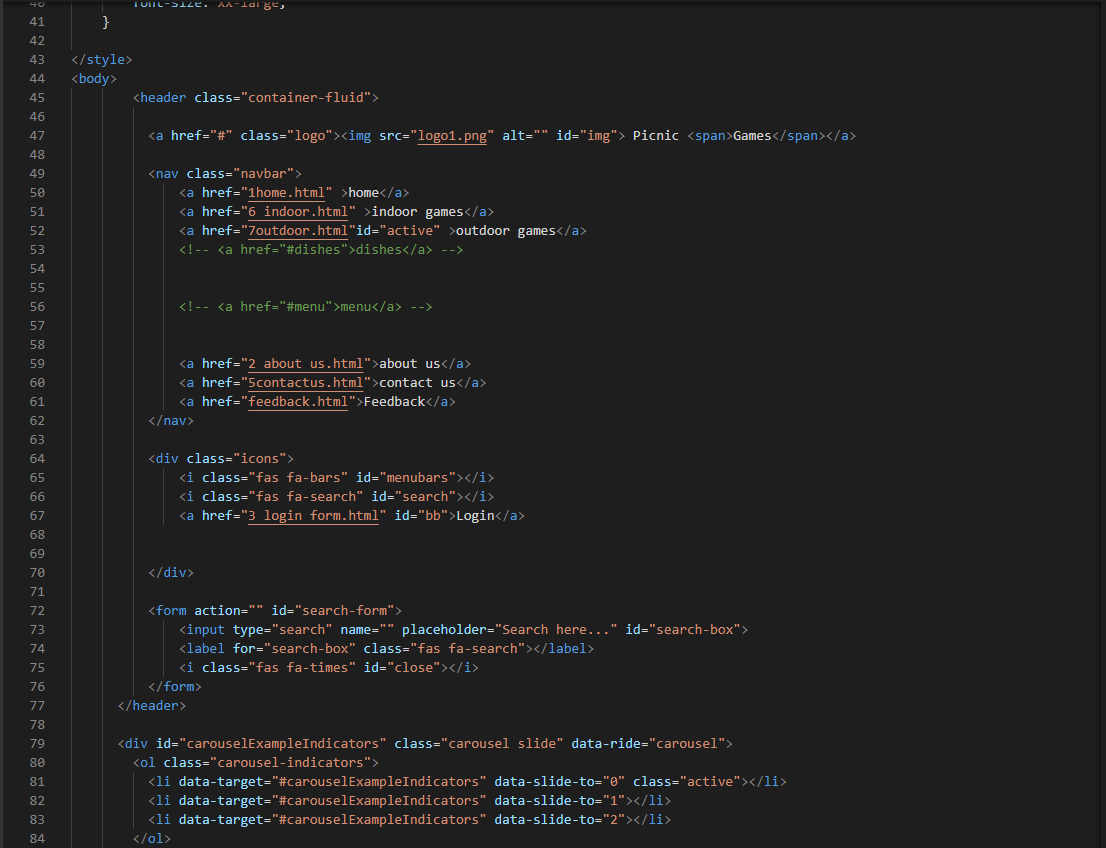 40 font-size: xx-large;
41 }
42
43 </style>
44 <body>
45 <header class="container-fluid">
46
47 <a href="#" class="logo"><img src="logo1.png" alt="" id="img"> Picnic <span>Games</span></a>
48
49 <nav class="navbar">
50 <a href="1home.html" >home</a>
51 <a href="6 indoor.html" >indoor games</a>
52 <a href="7outdoor.html"id="active" >outdoor games</a>
53 <!-- <a href="#dishes">dishes</a> -->
54
55
56 <!-- <a href="#menu">menu</a> -->
57
58
59 <a href="2 about us.html">about us</a>
60 <a href="5contactus.html">contact us</a>
61 <a href="feedback.html">Feedback</a>
62 </nav>
63
64 <div class="icons">
65 <i class="fas fa-bars" id="menubars"></i>
66 <i class="fas fa-search" id="search"></i>
67 <a href="3 login form.html" id="bb">Login</a>
68
69
70 </div>
71
72 <form action="" id="search-form">
73 <input type="search" name="" placeholder="Search here..." id="search-box">
74 <label for="search-box" class="fas fa-search"></label>
75 <i class="fas fa-times" id="close"></i>
76 </form>
77 </header>
78
79 <div id="carouselExampleIndicators" class="carousel slide" data-ride="carousel">
80 <ol class="carousel-indicators">
81 <li data-target="#carouselExampleIndicators" data-slide-to="0" class="active"></li>
82 <li data-target="#carouselExampleIndicators" data-slide-to="1"></li>
83 <li data-target="#carouselExampleIndicators" data-slide-to="2"></li>
84 </ol>